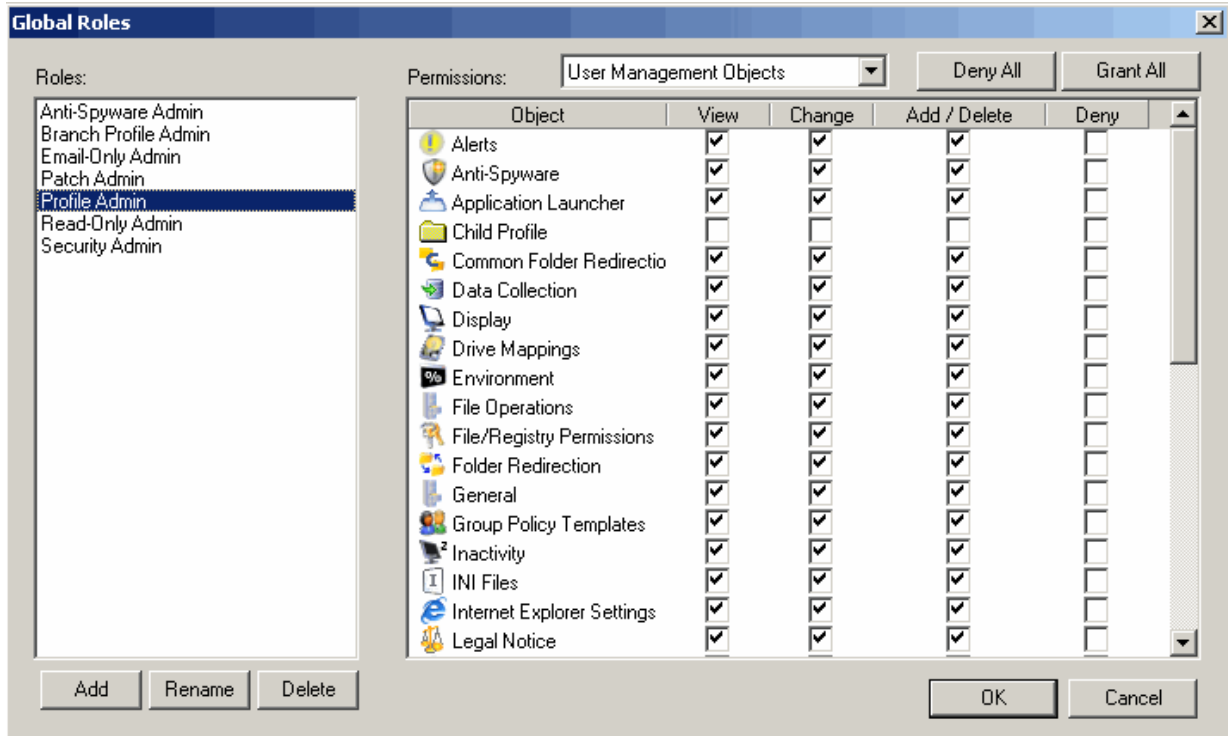 Global Roles
Roles:
Permissions: User Management Objects Deny All Grant All
Anti-Spyware Admin
Branch Profile Admin
Email-Only Admin
Patch Admin
Profile Admin
Read-Only Admin
Security Admin
Object View Change Add / Delete Deny
Alerts
Anti-Spyware
Application Launcher
Child Profile
Common Folder Redirectio
Data Collection
Display
Drive Mappings
% Environment
File Operations
File/Registry Permissions
Folder Redirection
General
Group Policy Templates
Inactivity
INI Files
Internet Explorer Settings
Legal Notice
Add Rename Delete
OK Cancel